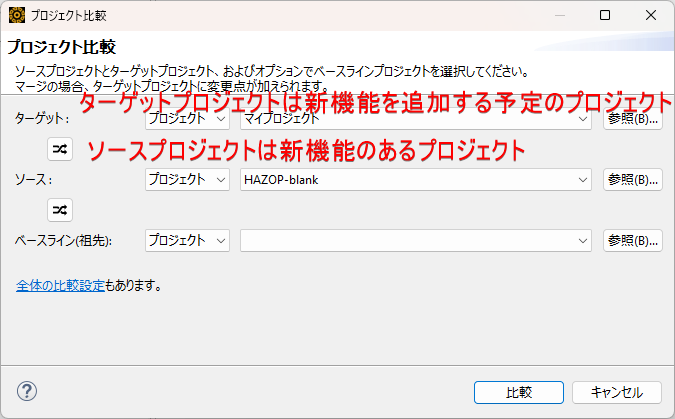 プロジェクト比較
プロジェクト比較
ソースプロジェクトとターゲットプロジェクト、およびオプションでベースラインプロジェクトを選択してください。
マージの場合、ターゲットプロジェクトに変更点が加えられます。
ターゲットプロジェクトは新機能を追加する予定のプロジェクト
ターゲット: プロジェクト マイプロジェクト 参照(B)...
ソースプロジェクトは新機能のあるプロジェクト
ソース: プロジェクト HAZOP-blank 参照(B)...
ベースライン(祖先): プロジェクト 参照(B)...
全体の比較設定もあります。
比較 キャンセル